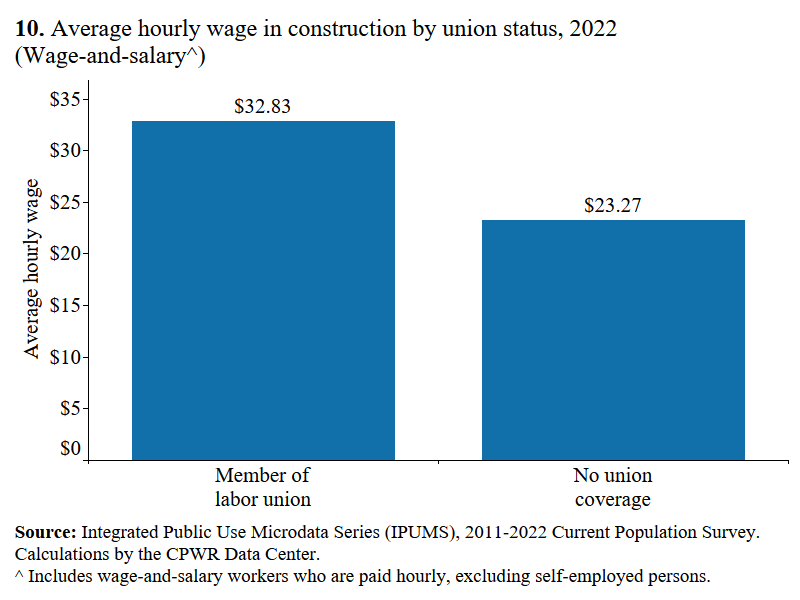 10. Average hourly wage in construction by union status, 2022
(Wage-and-salary^)
$35
$32.83
$30
$25
$23.27
$20
$15
$10
$5
$0
Average hourly wage
Member of
labor union
No union
coverage
Source: Integrated Public Use Microdata Series (IPUMS), 2011-2022 Current Population Survey.
Calculations by the CPWR Data Center.
^ Includes wage-and-salary workers who are paid hourly, excluding self-employed persons.